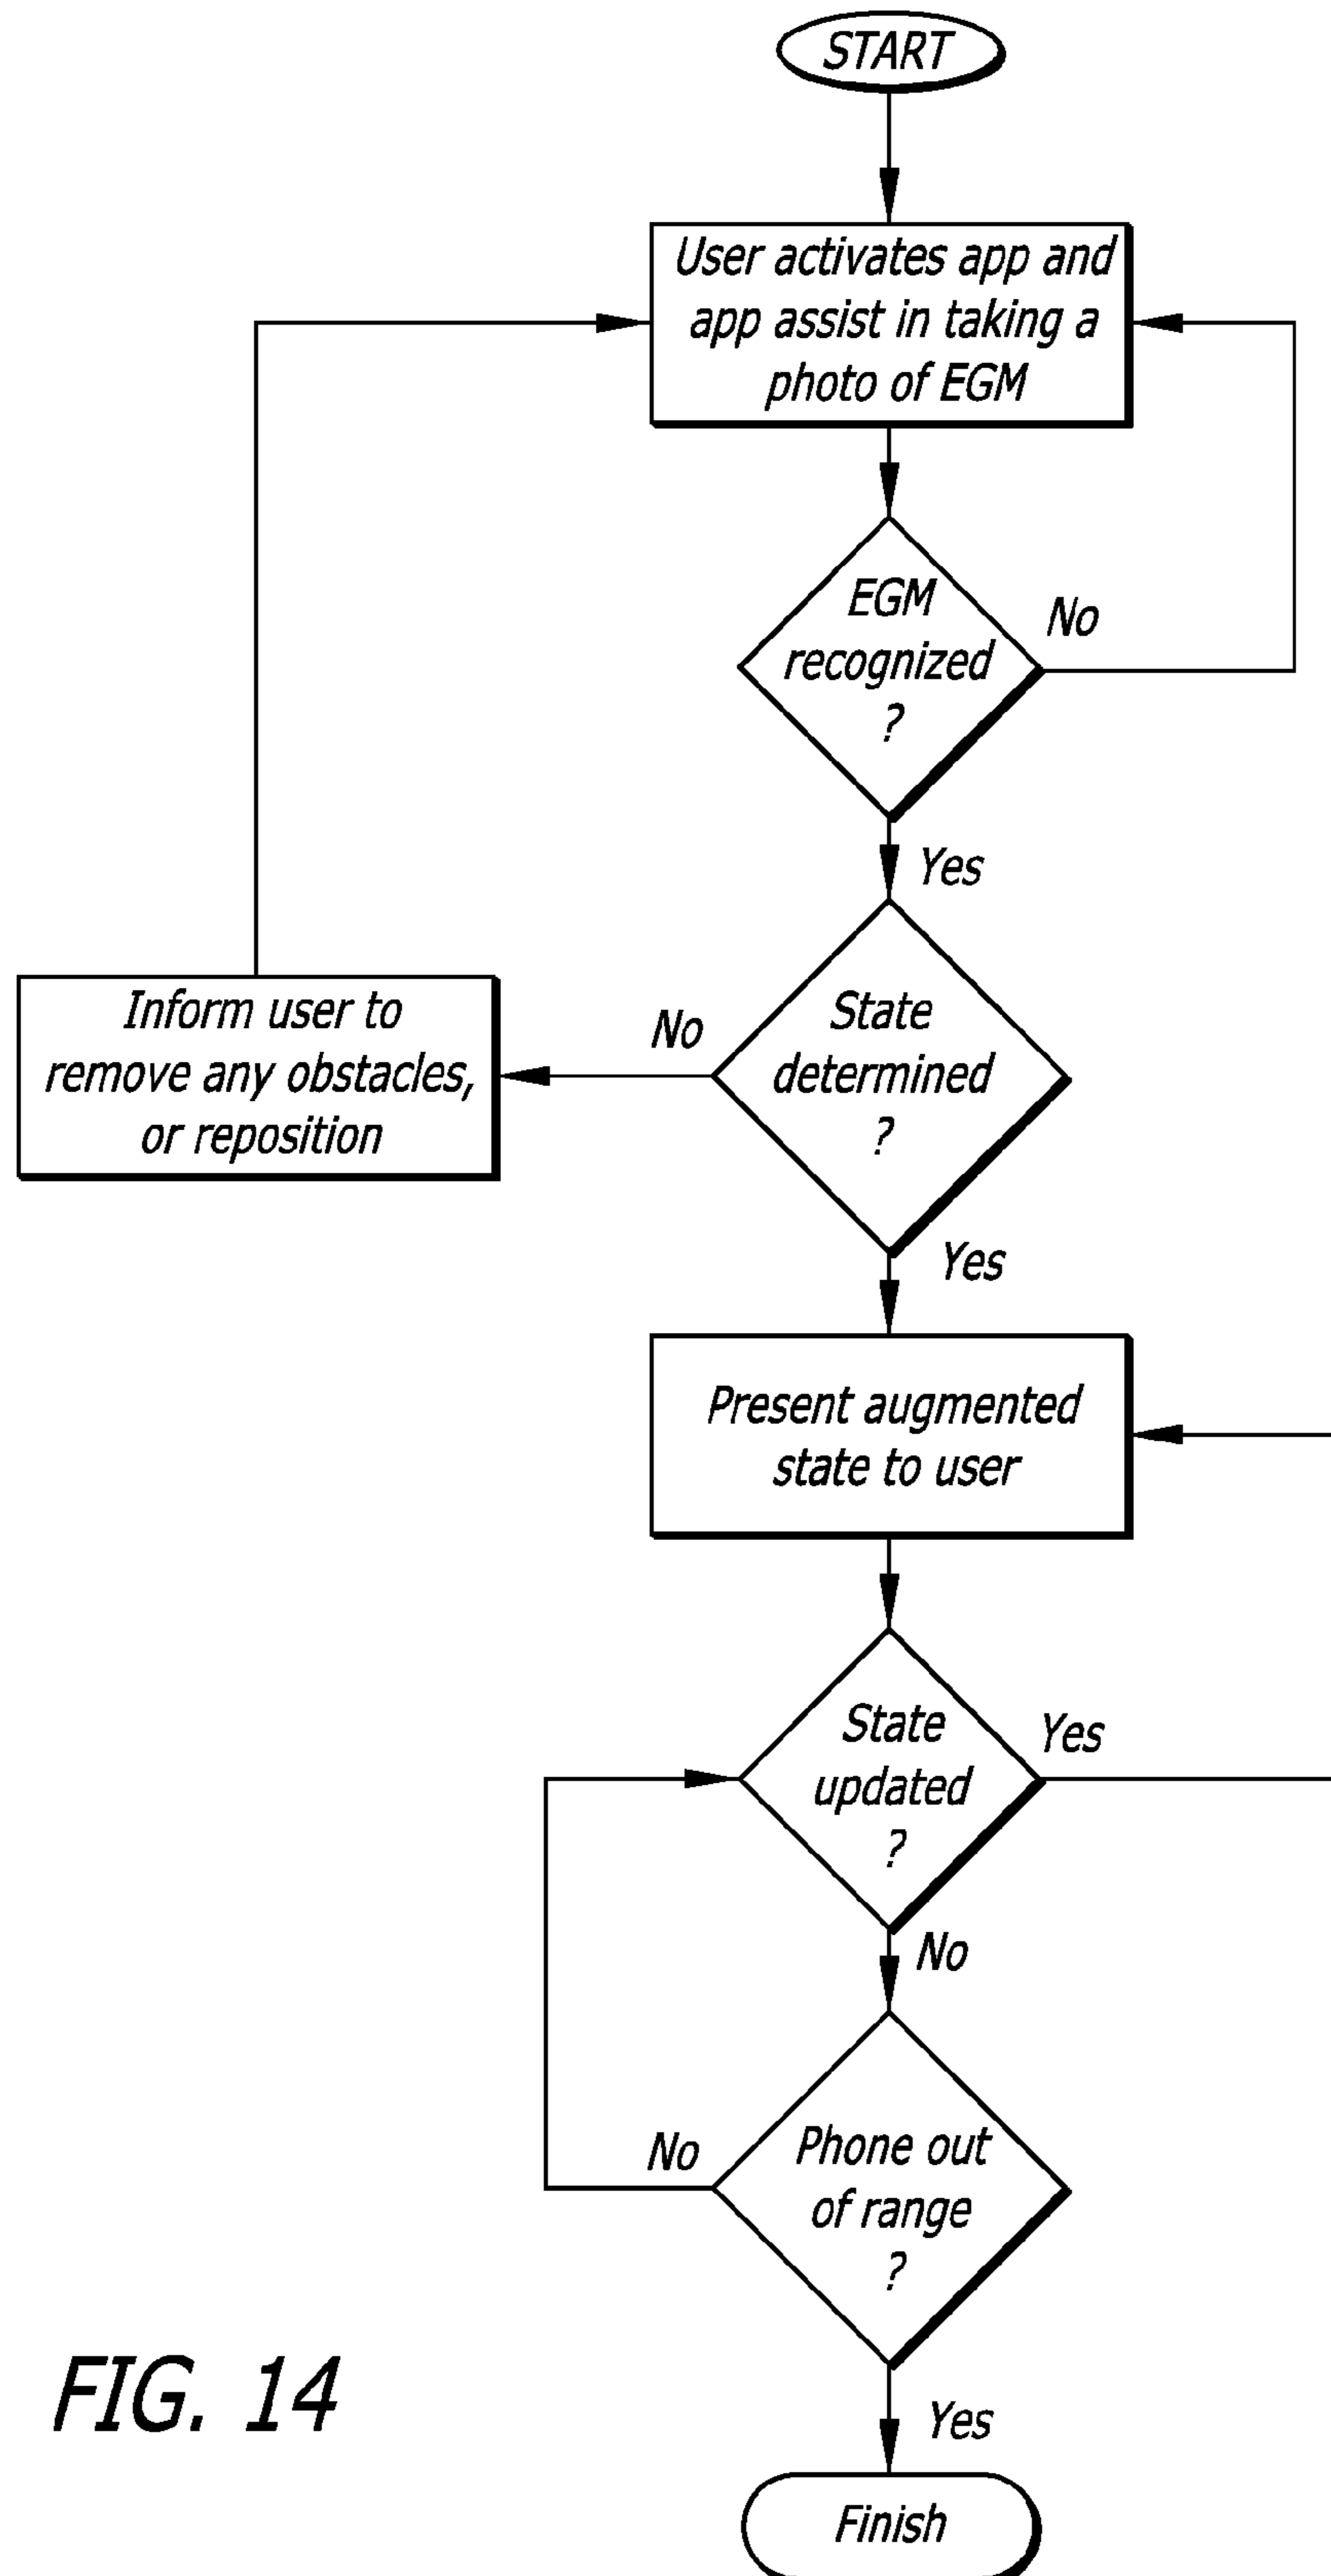 START
User activates app and
app assist in taking a
photo of EGM
EGM
recognized
?
No
Yes
State
determined
?
No
Inform user to
remove any obstacles,
or reposition
Yes
Present augmented
state to user
State
updated
?
Yes
No
Phone out
of range
?
No
Yes
Finish
FIG. 14